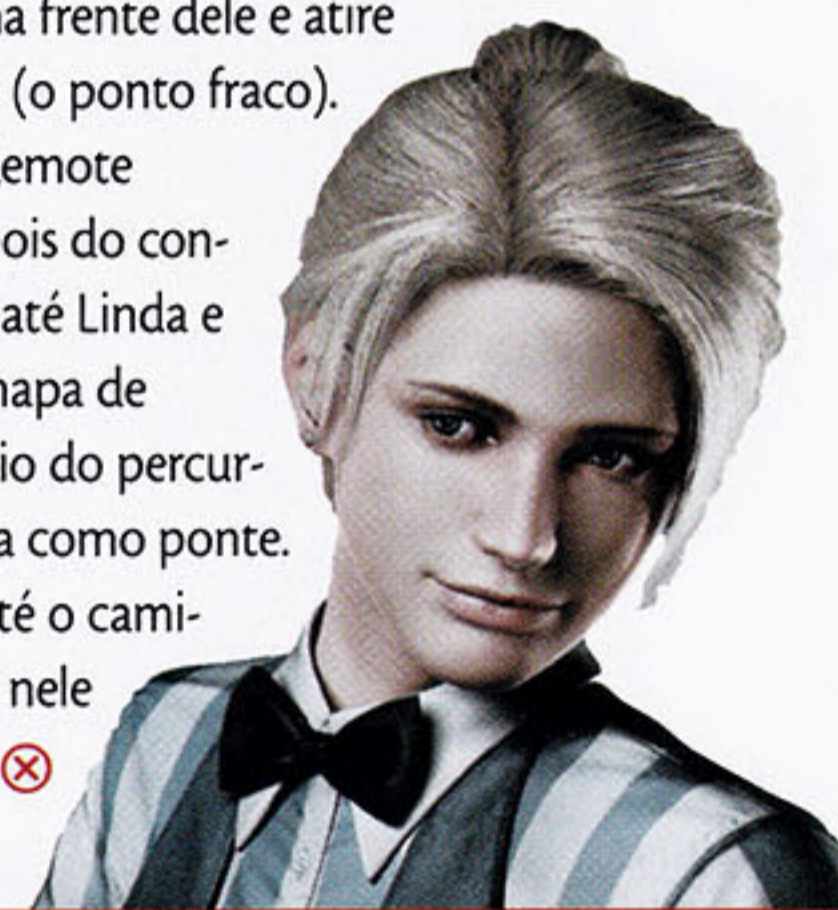 na frente dele e atire
(o ponto fraco).
emote
ois do con-
até Linda e
napa de
io do percur-
a como ponte.
té o cami-
nele